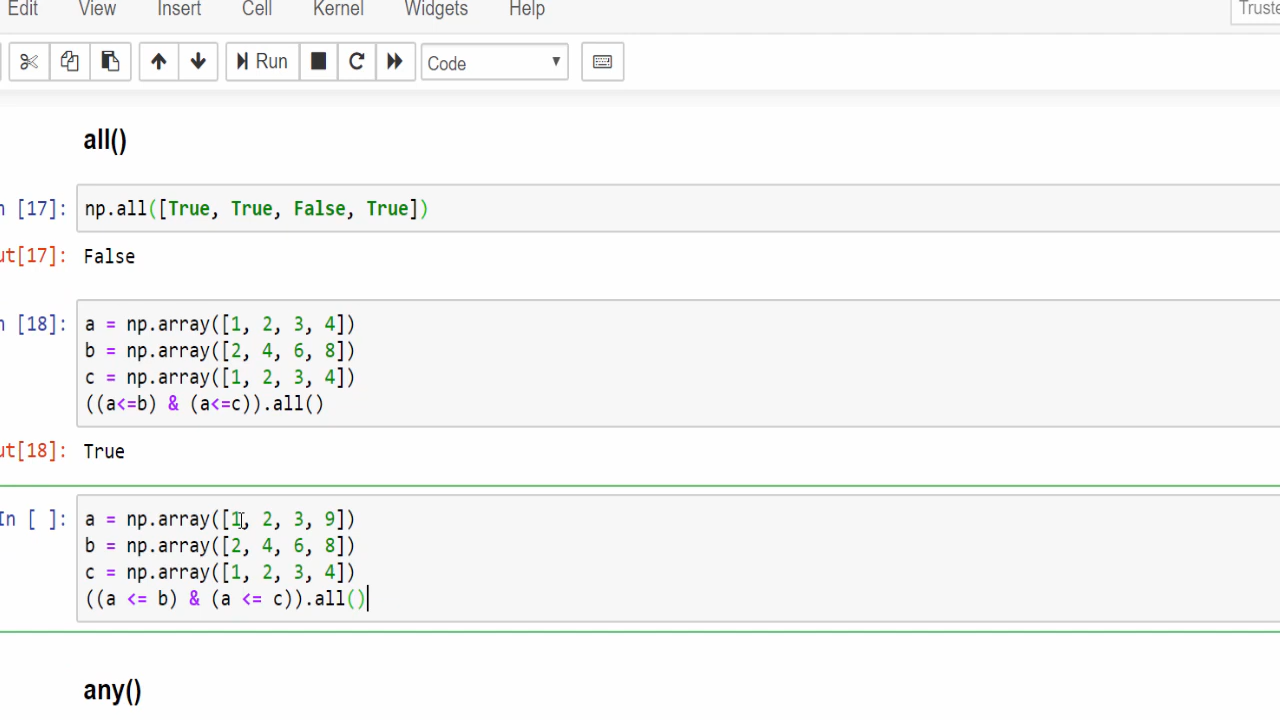 Edit View Insert Cell Kernel Widgets Help
Run Code
all()
[17]: np.all([True, True, False, True])
[17]: False
[18]: a = np.array([1, 2, 3, 4])
b = np.array([2, 4, 6, 8])
c = np.array([1, 2, 3, 4])
((a<=b) & (a<=c)).all()
[18]: True
In [ ]: a = np.array([1, 2, 3, 9])
b = np.array([2, 4, 6, 8])
c = np.array([1, 2, 3, 4])
((a <= b) & (a <= c)).all()
any()